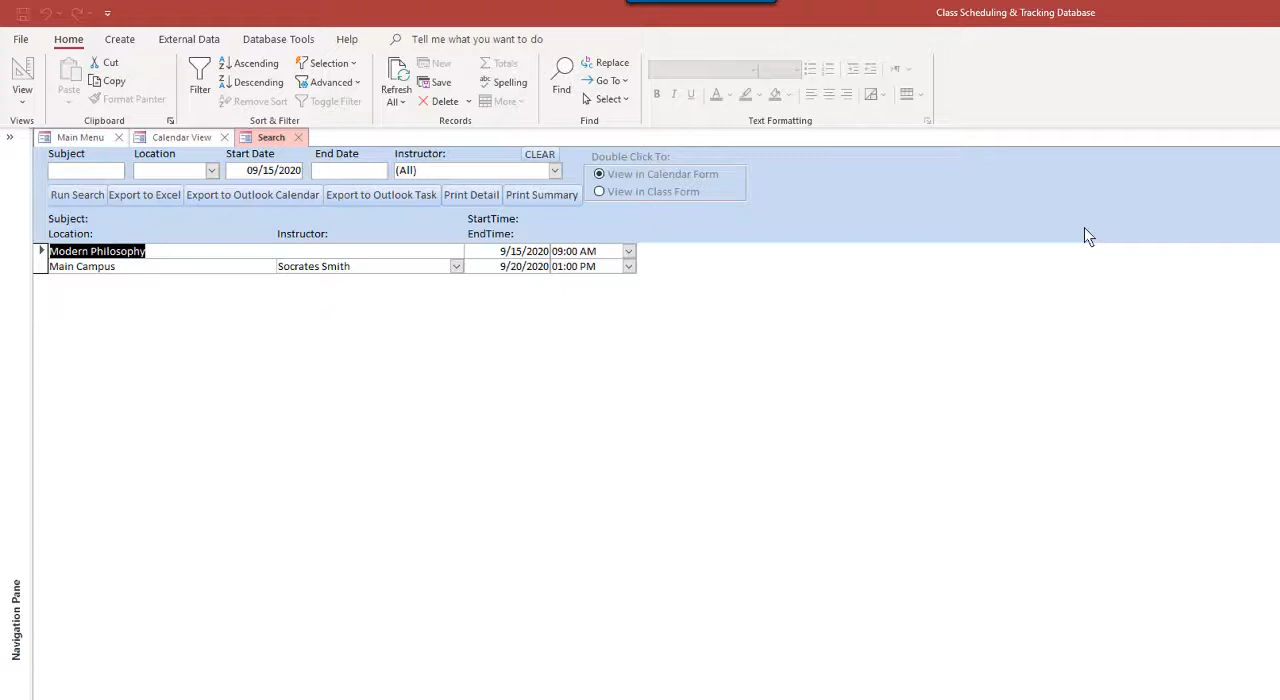 Class Scheduling & Tracking Database
File Home Create External Data Database Tools Help Tell me what you want to do
View
Views
Paste
Cut
Copy
Format Painter
Clipboard
Filter
Ascending
Descending
Remove Sort
Selection
Advanced
Toggle Filter
Sort & Filter
Refresh All
New
Save
Delete
Totals
Spelling
More
Records
Find
Replace
Go To
Select
Find
B I U A
Text Formatting
Main Menu Calendar View Search
Subject Location Start Date End Date Instructor: CLEAR
09/15/2020 (All)
Double Click To:
View in Calendar Form
View in Class Form
Run Search Export to Excel Export to Outlook Calendar Export to Outlook Task Print Detail Print Summary
Subject: StartTime:
Location: Instructor: EndTime:
Modern Philosophy 9/15/2020 09:00 AM
Main Campus Socrates Smith 9/20/2020 01:00 PM
Navigation Pane